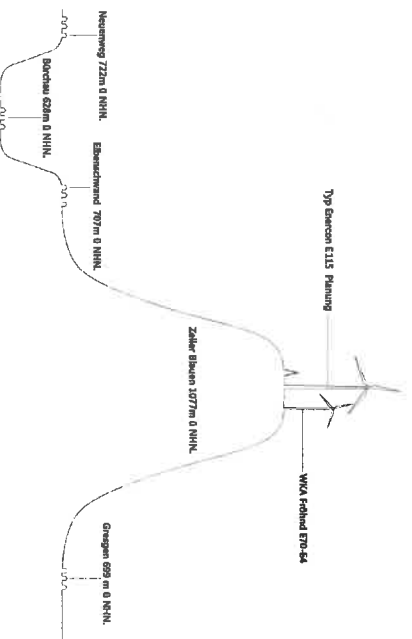 Neuenweg 722m ü NHN.
Bürchau 628m ü NHN.
Elbenschwand 707m ü NHN.
Typ Enercon E115 Planung
Zeller Blauen 1077m ü NHN.
WKA Fröhnd E70-E4
Gresgen 699 m ü NHN.